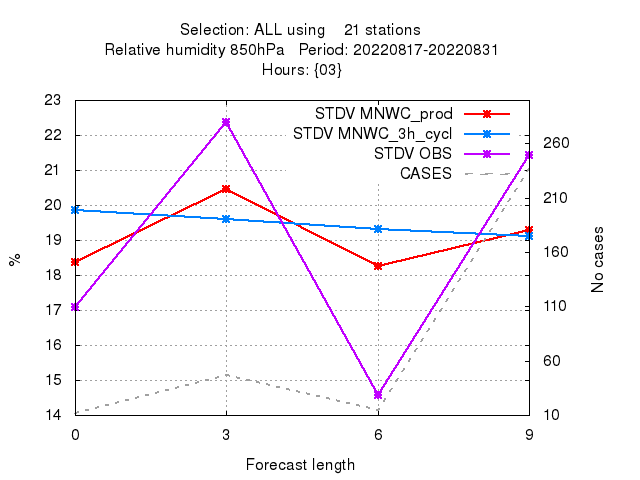 Selection: ALL using    21 stations
Relative humidity 850hPa   Period: 20220817-20220831
Hours: {03}
STDV MNWC_prod
STDV MNWC_3h_cycl
STDV OBS
CASES
23
22
21
20
19
18
17
16
15
14
%
260
210
160
110
60
10
No cases
0
3
6
9
Forecast length